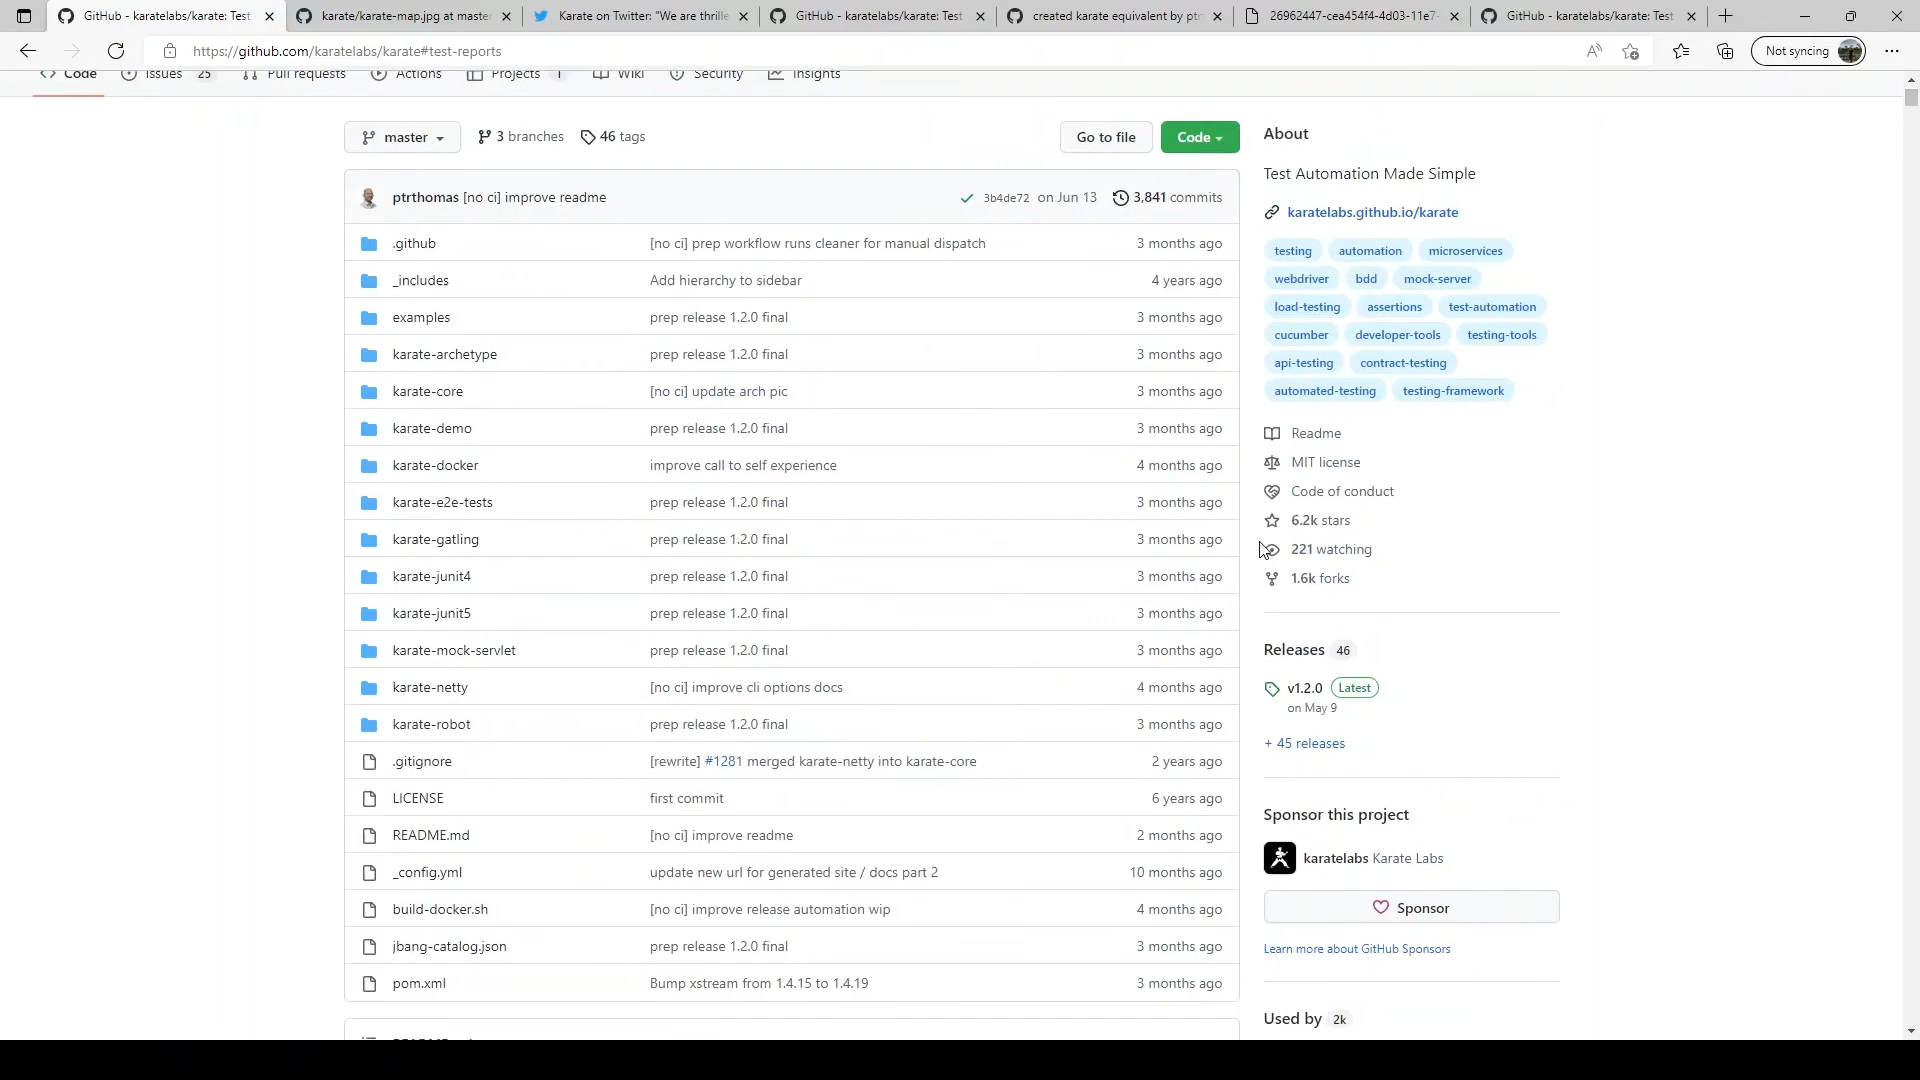 GitHub - karatelabs/karate: Test
karate/karate-map.jpg at master
Karate on Twitter: "We are thrille
GitHub - karatelabs/karate: Test
created karate equivalent by ptr
26962447-cea454f4-4d03-11e7-
GitHub - karatelabs/karate: Test
https://github.com/karatelabs/karate#test-reports
Not syncing
Code
Issues 25
Pull requests
Actions
Projects 1
Wiki
Security
Insights
master
3 branches
46 tags
Go to file
Code
ptrthomas [no ci] improve readme
3b4de72 on Jun 13
3,841 commits
.github [no ci] prep workflow runs cleaner for manual dispatch 3 months ago
_includes Add hierarchy to sidebar 4 years ago
examples prep release 1.2.0 final 3 months ago
karate-archetype prep release 1.2.0 final 3 months ago
karate-core [no ci] update arch pic 3 months ago
karate-demo prep release 1.2.0 final 3 months ago
karate-docker improve call to self experience 4 months ago
karate-e2e-tests prep release 1.2.0 final 3 months ago
karate-gatling prep release 1.2.0 final 3 months ago
karate-junit4 prep release 1.2.0 final 3 months ago
karate-junit5 prep release 1.2.0 final 3 months ago
karate-mock-servlet prep release 1.2.0 final 3 months ago
karate-netty [no ci] improve cli options docs 4 months ago
karate-robot prep release 1.2.0 final 3 months ago
.gitignore [rewrite] #1281 merged karate-netty into karate-core 2 years ago
LICENSE first commit 6 years ago
README.md [no ci] improve readme 2 months ago
_config.yml update new url for generated site / docs part 2 10 months ago
build-docker.sh [no ci] improve release automation wip 4 months ago
jbang-catalog.json prep release 1.2.0 final 3 months ago
pom.xml Bump xstream from 1.4.15 to 1.4.19 3 months ago
About
Test Automation Made Simple
karatelabs.github.io/karate
testing automation microservices
webdriver bdd mock-server
load-testing assertions test-automation
cucumber developer-tools testing-tools
api-testing contract-testing
automated-testing testing-framework
Readme
MIT license
Code of conduct
6.2k stars
221 watching
1.6k forks
Releases 46
v1.2.0 Latest
on May 9
+ 45 releases
Sponsor this project
karatelabs Karate Labs
Sponsor
Learn more about GitHub Sponsors
Used by 2k